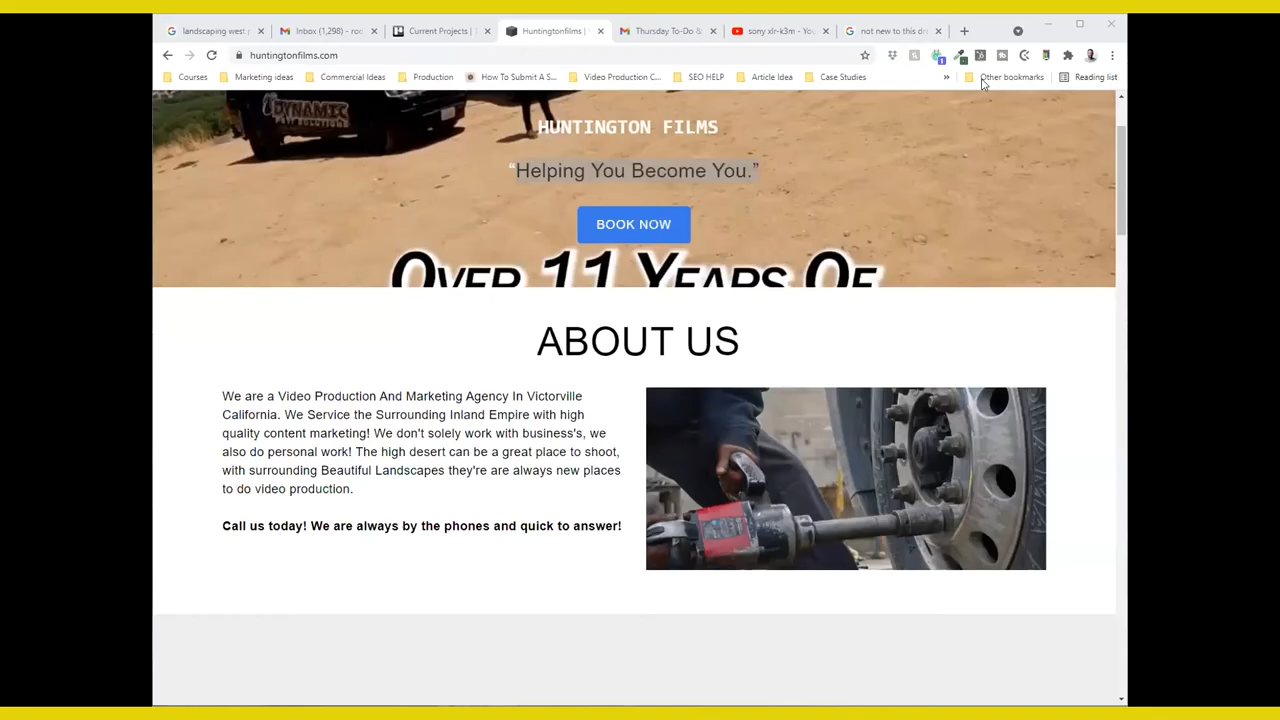 landscaping west
Inbox (1,298) - ro
Current Projects |
Huntingtonfilms |
Thursday To-Do &
sony xlr-k3m - Yo
not new to this dr
huntingtonfilms.com
Courses
Marketing ideas
Commercial Ideas
Production
How To Submit A S...
Video Production C...
SEO HELP
Article Idea
Case Studies
»
Other bookmarks
Reading list
DYNAMIC
HUNTINGTON FILMS
“Helping You Become You.”
BOOK NOW
OVER 11 YEARS OF
ABOUT US
We are a Video Production And Marketing Agency In Victorville
California. We Service the Surrounding Inland Empire with high
quality content marketing! We don't solely work with business's, we
also do personal work! The high desert can be a great place to shoot,
with surrounding Beautiful Landscapes they're are always new places
to do video production.
Call us today! We are always by the phones and quick to answer!